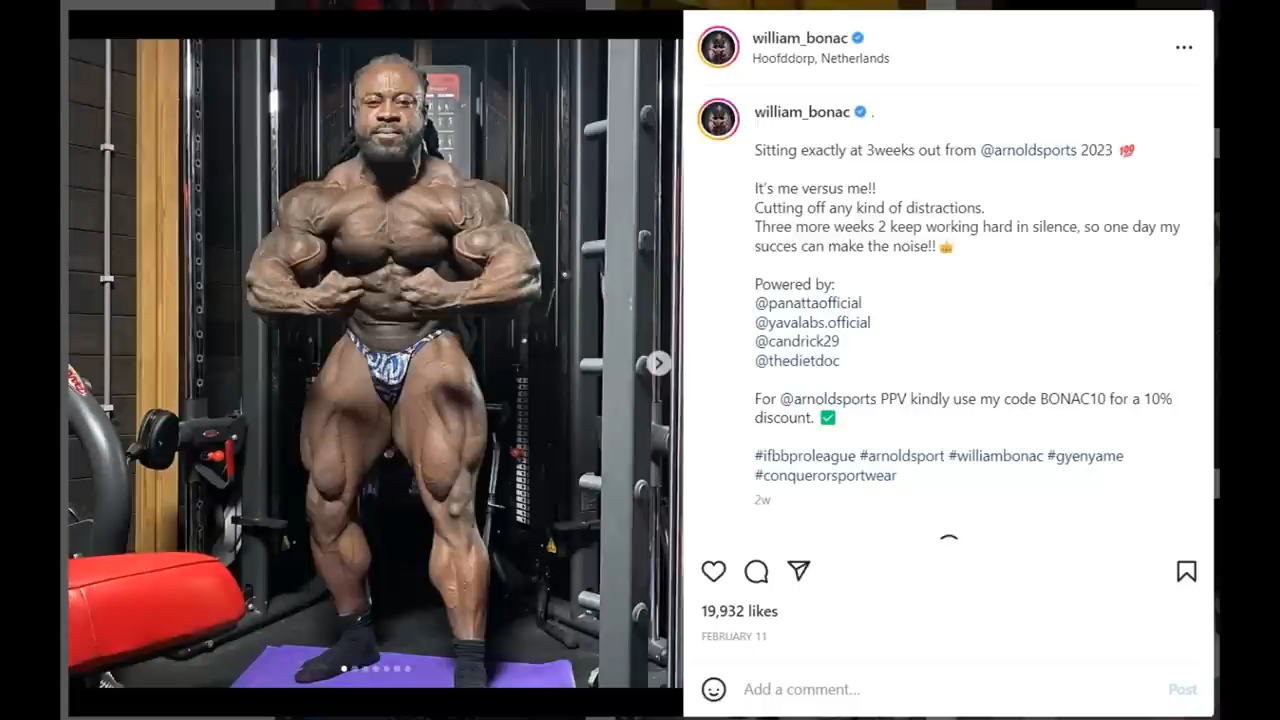 william_bonac
Hoofddorp, Netherlands
william_bonac .
Sitting exactly at 3weeks out from @arnoldsports 2023 💯
It's me versus me!!
Cutting off any kind of distractions.
Three more weeks 2 keep working hard in silence, so one day my
succes can make the noise!! 👑
Powered by:
@panattaofficial
@yavalabs.official
@candrick29
@thedietdoc
For @arnoldsports PPV kindly use my code BONAC10 for a 10%
discount. ✅
#ifbbproleague #arnoldsport #williambonac #gyenyame
#conquerorsportwear
2w
19,932 likes
FEBRUARY 11
Add a comment...
Post